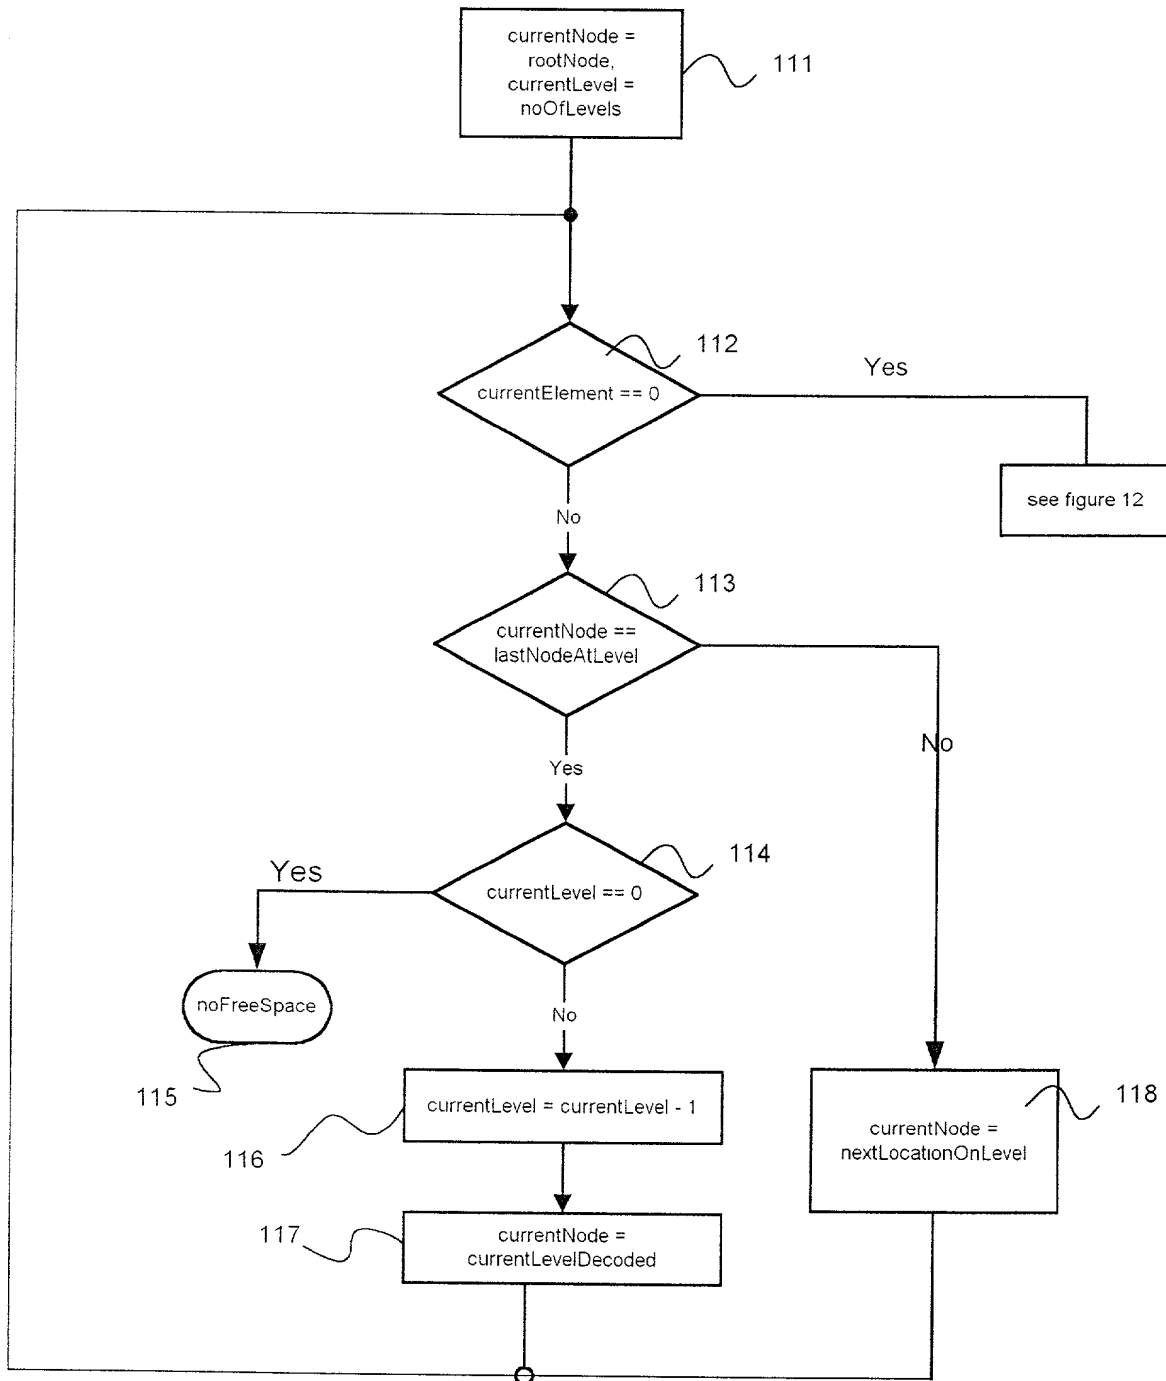 currentNode =
rootNode,
currentLevel =
noOfLevels
111
112
currentElement == 0
Yes
see figure 12
No
113
currentNode ==
lastNodeAtLevel
No
Yes
114
Yes
currentLevel == 0
noFreeSpace
No
115
currentLevel = currentLevel - 1
118
116
currentNode =
nextLocationOnLevel
117
currentNode =
currentLevelDecoded